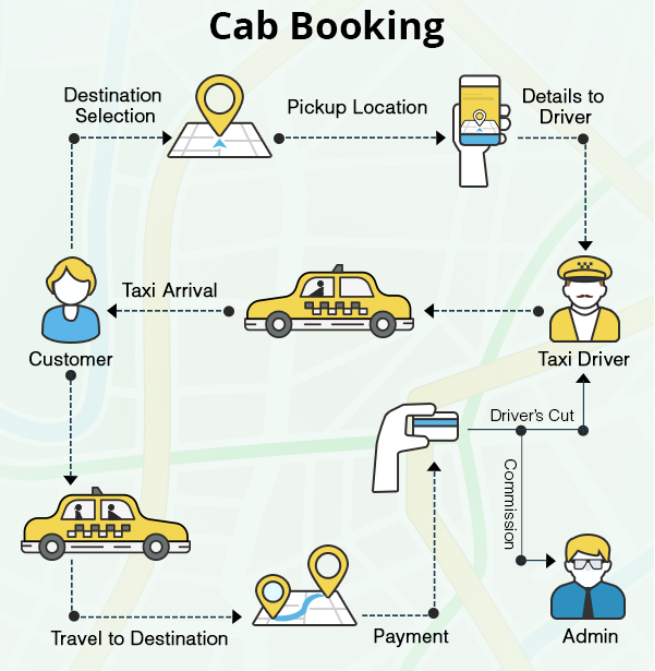 Cab Booking
Destination
Selection
Pickup Location
Details to
Driver
Taxi Arrival
Customer
Taxi Driver
Driver's Cut
Commission
Travel to Destination
Payment
Admin